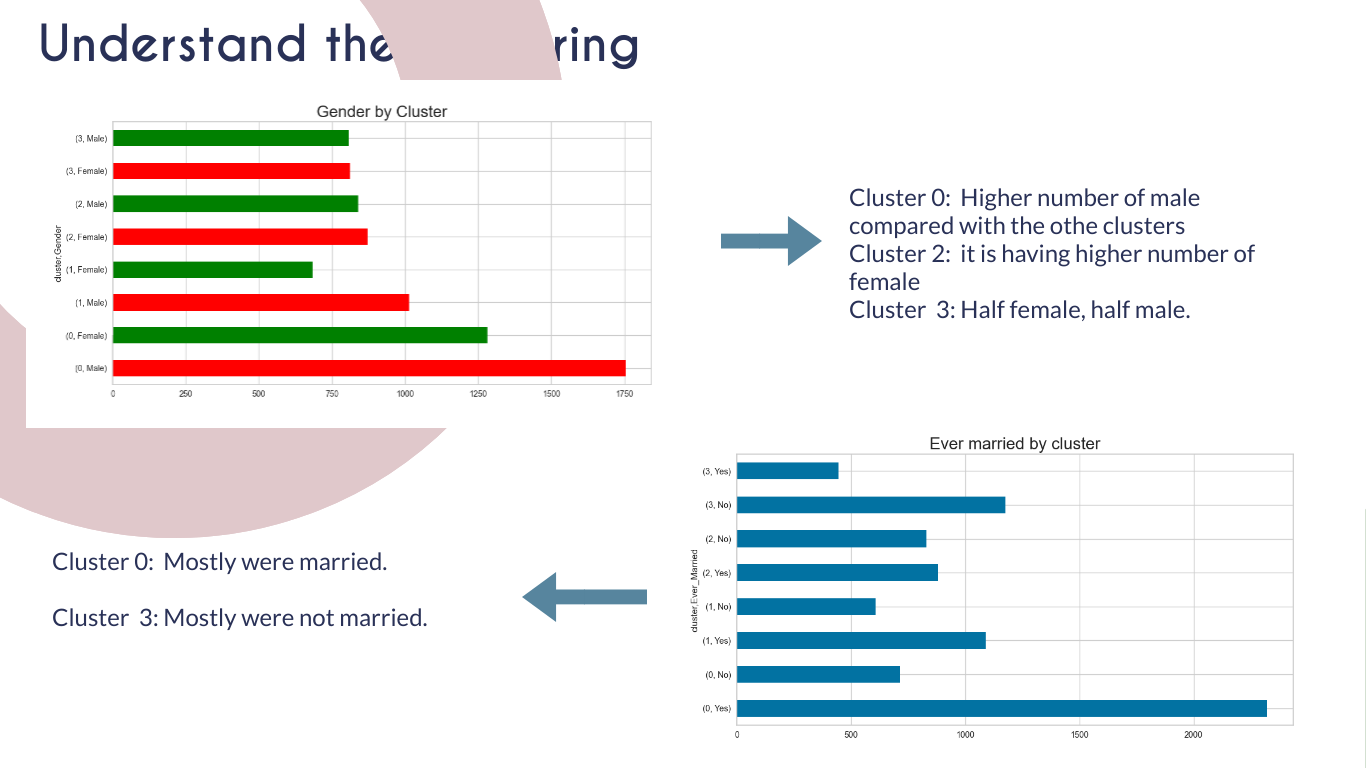 Understand the ring
Gender by Cluster
(3, Male)
(3, Female)
(2, Male)
(2, Female)
(1, Female)
(1, Male)
(0, Female)
(0, Male)
cluster,Gender
0 250 500 750 1000 1250 1500 1750
Cluster 0: Higher number of male
compared with the othe clusters
Cluster 2: it is having higher number of
female
Cluster 3: Half female, half male.
Cluster 0: Mostly were married.
Cluster 3: Mostly were not married.
Ever married by cluster
(3, Yes)
(3, No)
(2, No)
(2, Yes)
(1, No)
(1, Yes)
(0, No)
(0, Yes)
cluster,Ever_Married
0 500 1000 1500 2000